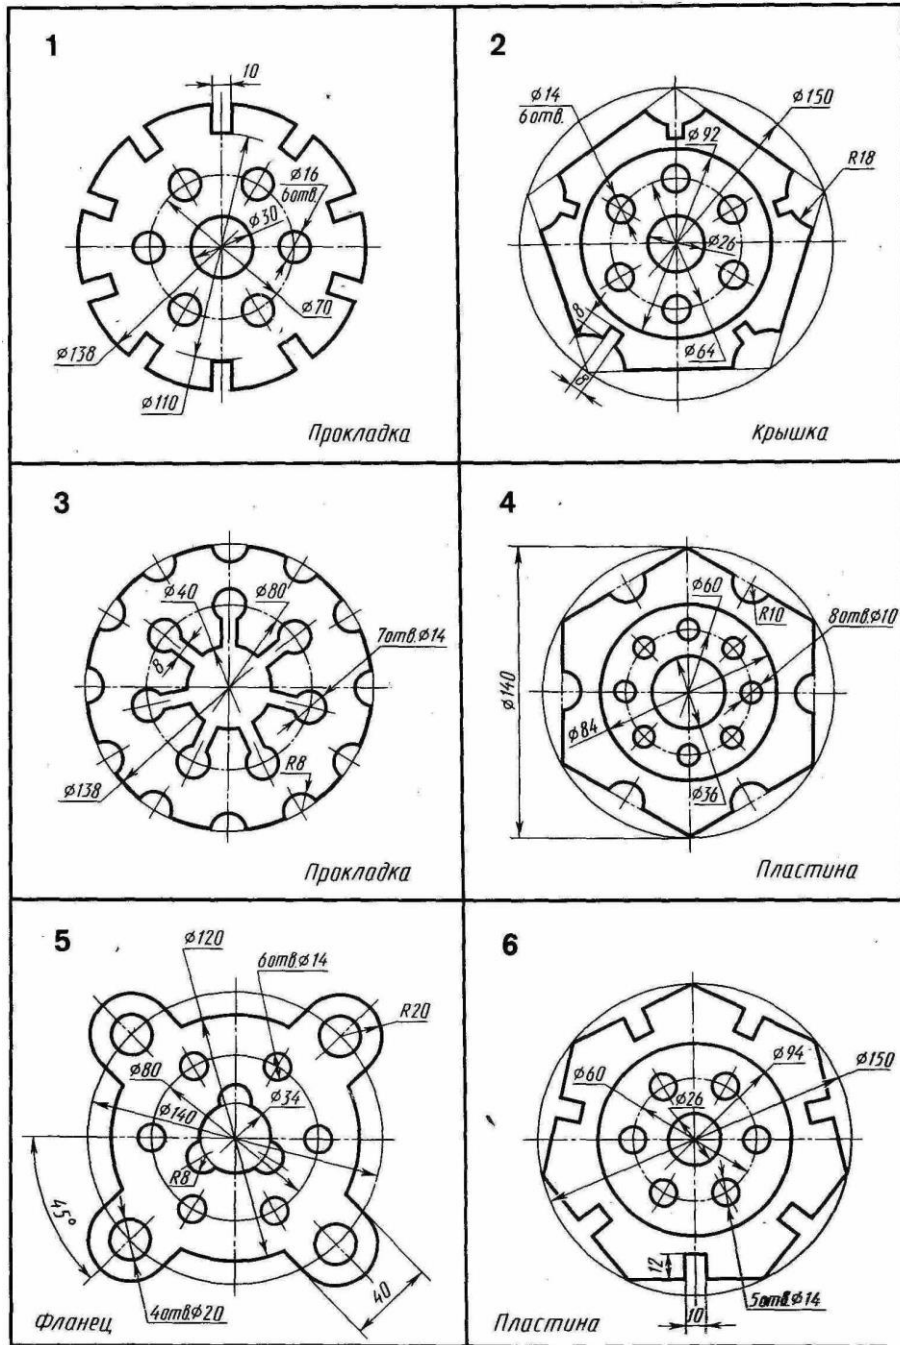 1
10
⌀16
6отв.
⌀30
⌀70
⌀138
⌀110
Прокладка
2
⌀14
6отв.
⌀150
⌀92
R18
⌀26
8
⌀64
8
Крышка
3
⌀40
⌀80
7отв.⌀14
8
R8
⌀138
Прокладка
4
⌀60
R10
8отв.⌀10
⌀140
⌀84
⌀36
Пластина
5
⌀120
6отв.⌀14
R20
⌀80
⌀34
⌀140
R8
45°
40
4отв.⌀20
Фланец
6
⌀94
⌀150
⌀60
⌀26
12
10
5отв.⌀14
Пластина